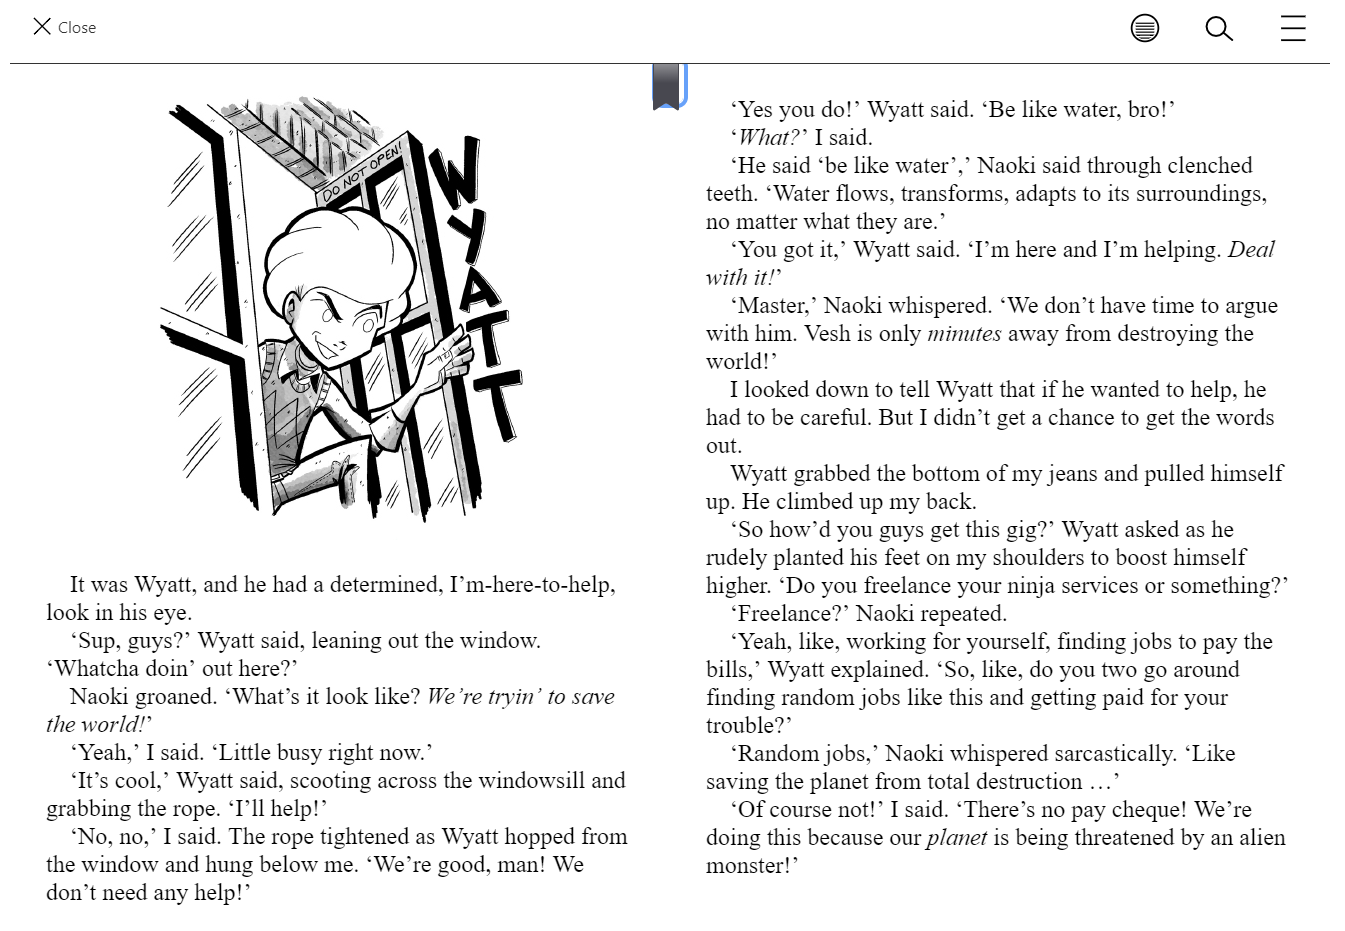 Close
DO NOT OPEN!
WYATT
It was Wyatt, and he had a determined, I’m-here-to-help,
look in his eye.
‘Sup, guys?’ Wyatt said, leaning out the window.
‘Whatcha doin’ out here?’
Naoki groaned. ‘What’s it look like? We’re tryin’ to save
the world!’
‘Yeah,’ I said. ‘Little busy right now.’
‘It’s cool,’ Wyatt said, scooting across the windowsill and
grabbing the rope. ‘I’ll help!’
‘No, no,’ I said. The rope tightened as Wyatt hopped from
the window and hung below me. ‘We’re good, man! We
don’t need any help!’
‘Yes you do!’ Wyatt said. ‘Be like water, bro!’
‘What?’ I said.
‘He said ‘be like water’,’ Naoki said through clenched
teeth. ‘Water flows, transforms, adapts to its surroundings,
no matter what they are.’
‘You got it,’ Wyatt said. ‘I’m here and I’m helping. Deal
with it!’
‘Master,’ Naoki whispered. ‘We don’t have time to argue
with him. Vesh is only minutes away from destroying the
world!’
I looked down to tell Wyatt that if he wanted to help, he
had to be careful. But I didn’t get a chance to get the words
out.
Wyatt grabbed the bottom of my jeans and pulled himself
up. He climbed up my back.
‘So how’d you guys get this gig?’ Wyatt asked as he
rudely planted his feet on my shoulders to boost himself
higher. ‘Do you freelance your ninja services or something?’
‘Freelance?’ Naoki repeated.
‘Yeah, like, working for yourself, finding jobs to pay the
bills,’ Wyatt explained. ‘So, like, do you two go around
finding random jobs like this and getting paid for your
trouble?’
‘Random jobs,’ Naoki whispered sarcastically. ‘Like
saving the planet from total destruction …’
‘Of course not!’ I said. ‘There’s no pay cheque! We’re
doing this because our planet is being threatened by an alien
monster!’